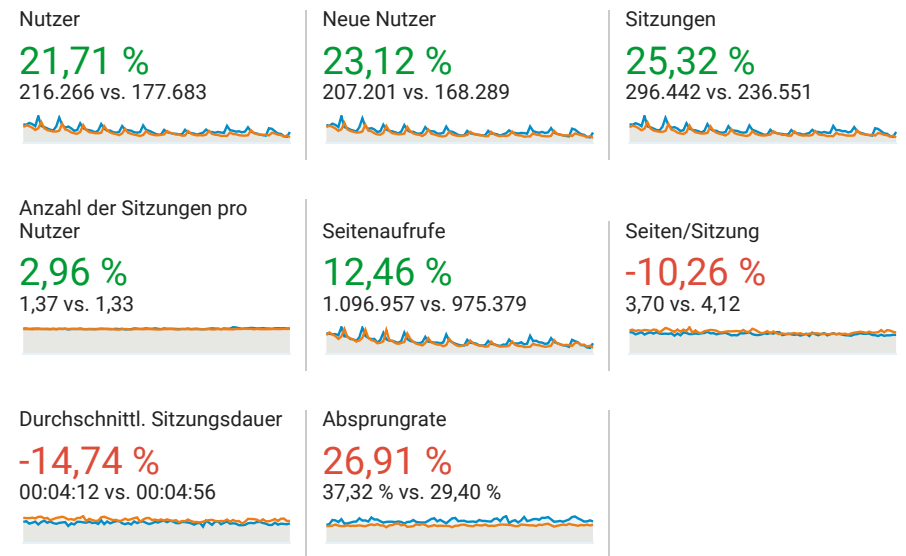 Nutzer
21,71 %
216.266 vs. 177.683
Neue Nutzer
23,12 %
207.201 vs. 168.289
Sitzungen
25,32 %
296.442 vs. 236.551
Anzahl der Sitzungen pro
Nutzer
2,96 %
1,37 vs. 1,33
Seitenaufrufe
12,46 %
1.096.957 vs. 975.379
Seiten/Sitzung
-10,26 %
3,70 vs. 4,12
Durchschnittl. Sitzungsdauer
-14,74 %
00:04:12 vs. 00:04:56
Absprungrate
26,91 %
37,32 % vs. 29,40 %